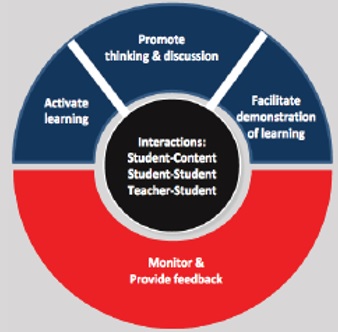 Promote
thinking & discussion
Activate
learning
Facilitate
demonstration
of learning
Interactions:
Student-Content
Student-Student
Teacher-Student
Monitor &
Provide feedback